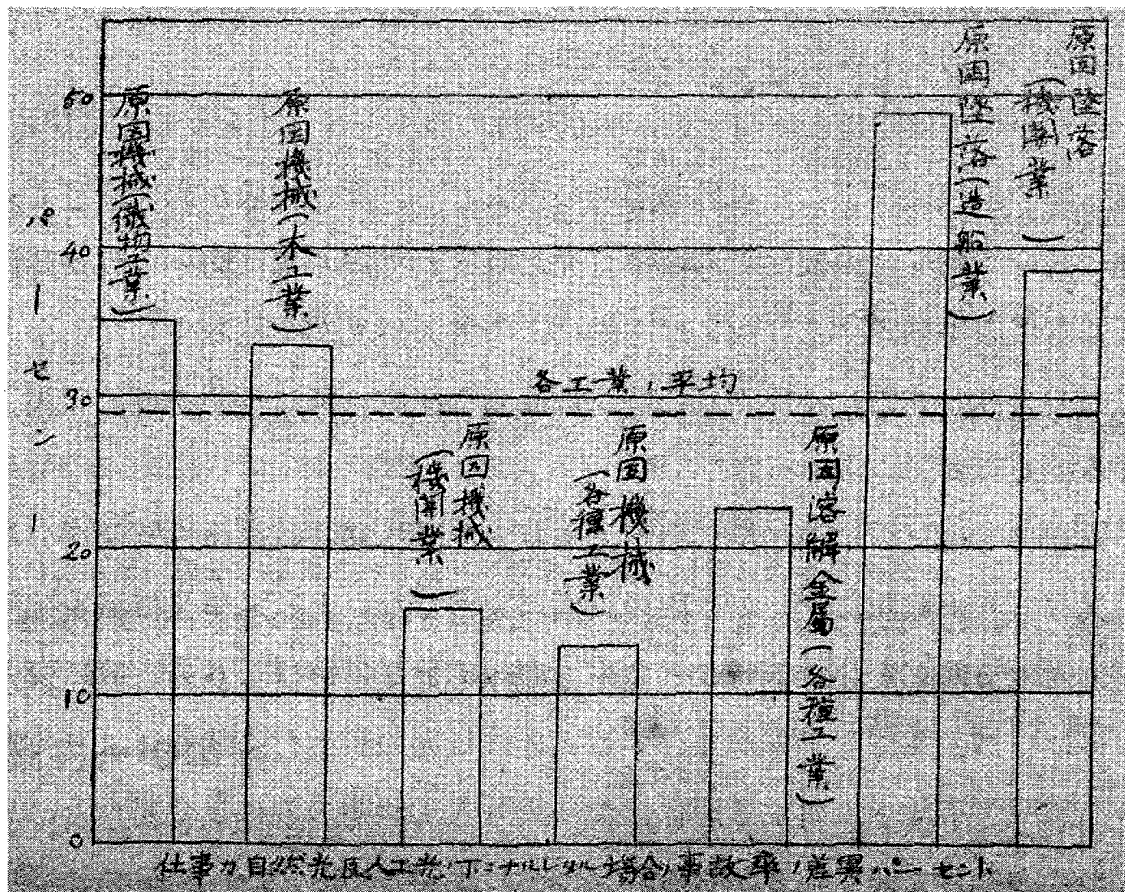 パーセント
50
40
30
20
10
0
原因機械(織物工業)
原因機械(木工業)
原因機械
(機関業)
原因機械
(各種工業)
原因溶解金属(各種工業)
原因墜落(造船業)
原因墜落
(機関業)
各工業ノ平均
仕事ガ自然光及人工光ノ下ニナサレタル場合ノ事故率ノ差異パーセント